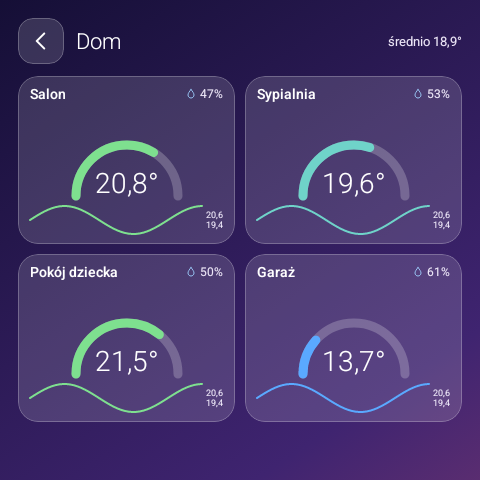 Dom
średnio 18,9°
Salon
47%
20,8°
20,6
19,4
Sypialnia
53%
19,6°
20,6
19,4
Pokój dziecka
50%
21,5°
20,6
19,4
Garaż
61%
13,7°
20,6
19,4